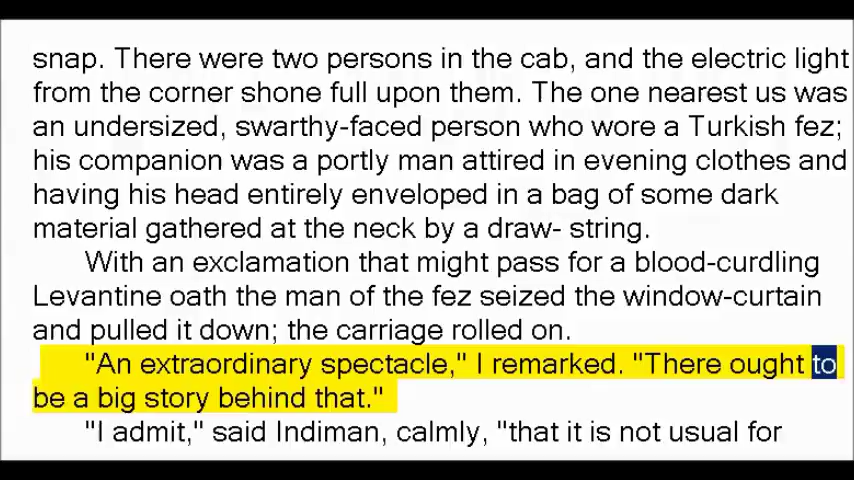 snap. There were two persons in the cab, and the electric light
from the corner shone full upon them. The one nearest us was
an undersized, swarthy-faced person who wore a Turkish fez;
his companion was a portly man attired in evening clothes and
having his head entirely enveloped in a bag of some dark
material gathered at the neck by a draw- string.
With an exclamation that might pass for a blood-curdling
Levantine oath the man of the fez seized the window-curtain
and pulled it down; the carriage rolled on.
"An extraordinary spectacle," I remarked. "There ought to
be a big story behind that."
"I admit," said Indiman, calmly, "that it is not usual for